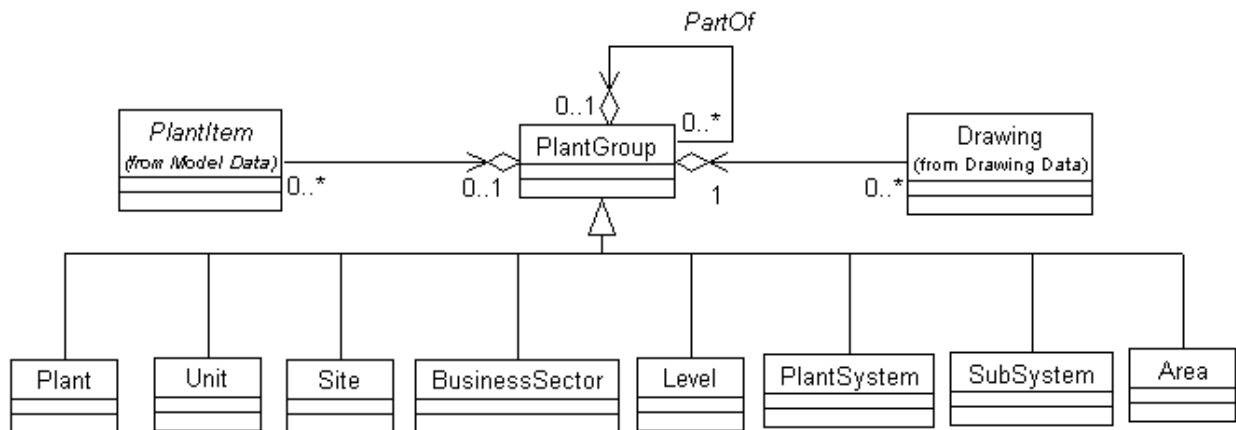 PartOf
0..1
0..*
PlantItem
(from Model Data)
PlantGroup
Drawing
(from Drawing Data)
0..*
0..1
1
0..*
Plant
Unit
Site
BusinessSector
Level
PlantSystem
SubSystem
Area